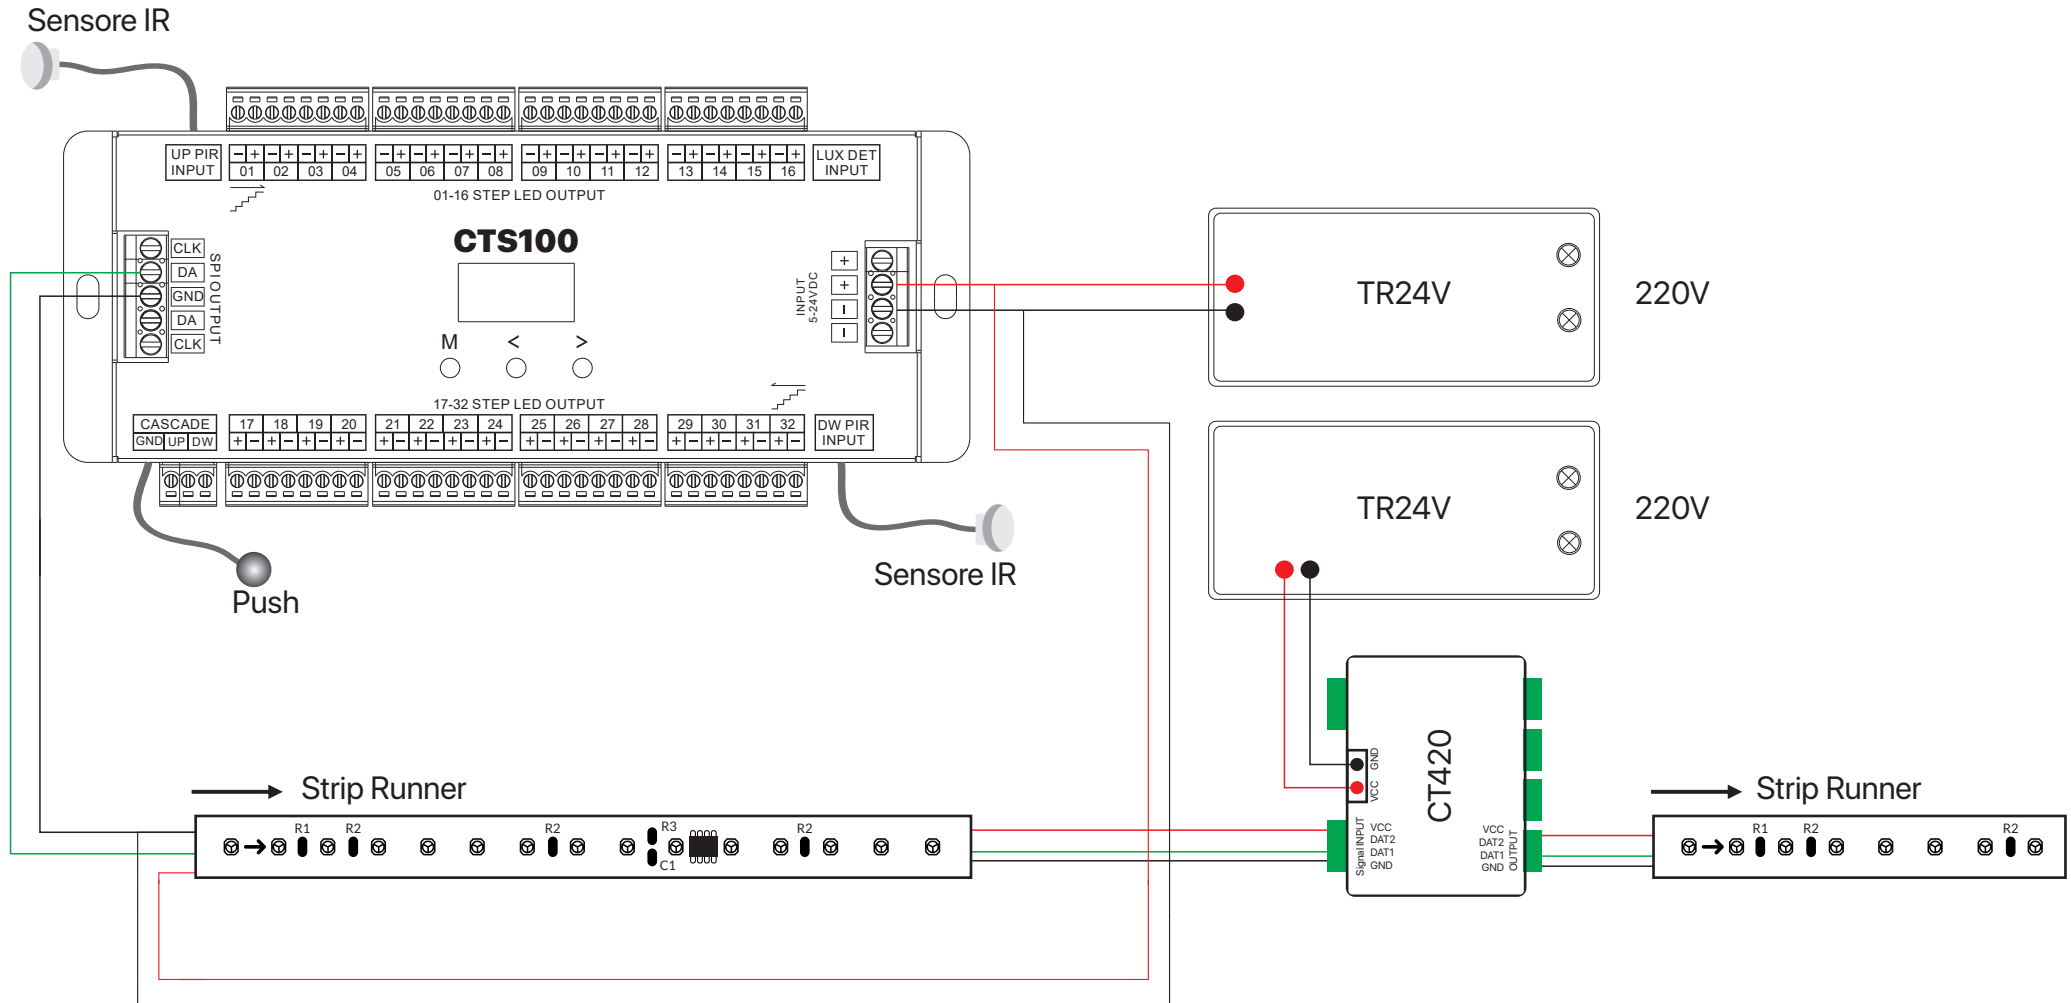 Sensore IR
UP PIR INPUT
- + - + - + - +
01 02 03 04
- + - + - + - +
05 06 07 08
- + - + - + - +
09 10 11 12
- + - + - + - +
13 14 15 16
LUX DET INPUT
01-16 STEP LED OUTPUT
CTS100
CLK
DA
GND
DA
CLK
SPI OUTPUT
M < >
INPUT 5-24VDC
+
+
-
-
17-32 STEP LED OUTPUT
CASCADE
GND UP DW
17 18 19 20
+ - + - + - + -
21 22 23 24
+ - + - + - + -
25 26 27 28
+ - + - + - + -
29 30 31 32
+ - + - + - + -
DW PIR INPUT
Push
Sensore IR
TR24V
220V
TR24V
220V
Strip Runner
R1 R2 R2 R3 C1 R2
CT420
GND
VCC
Signal INPUT
VCC
DAT2
DAT1
GND
VCC
DAT2
DAT1
GND
OUTPUT
Strip Runner
R1 R2 R2